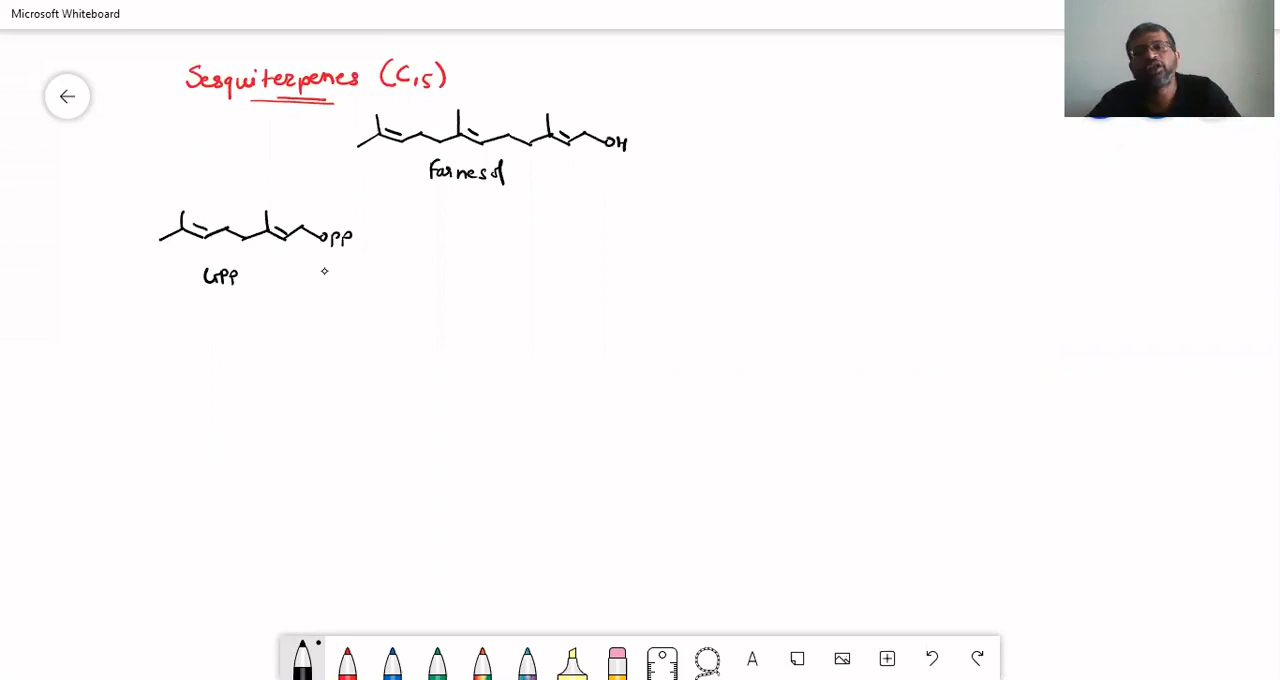 Microsoft Whiteboard
Sesquiterpenes (C15)
OH
Farnesol
OPP
GPP
A